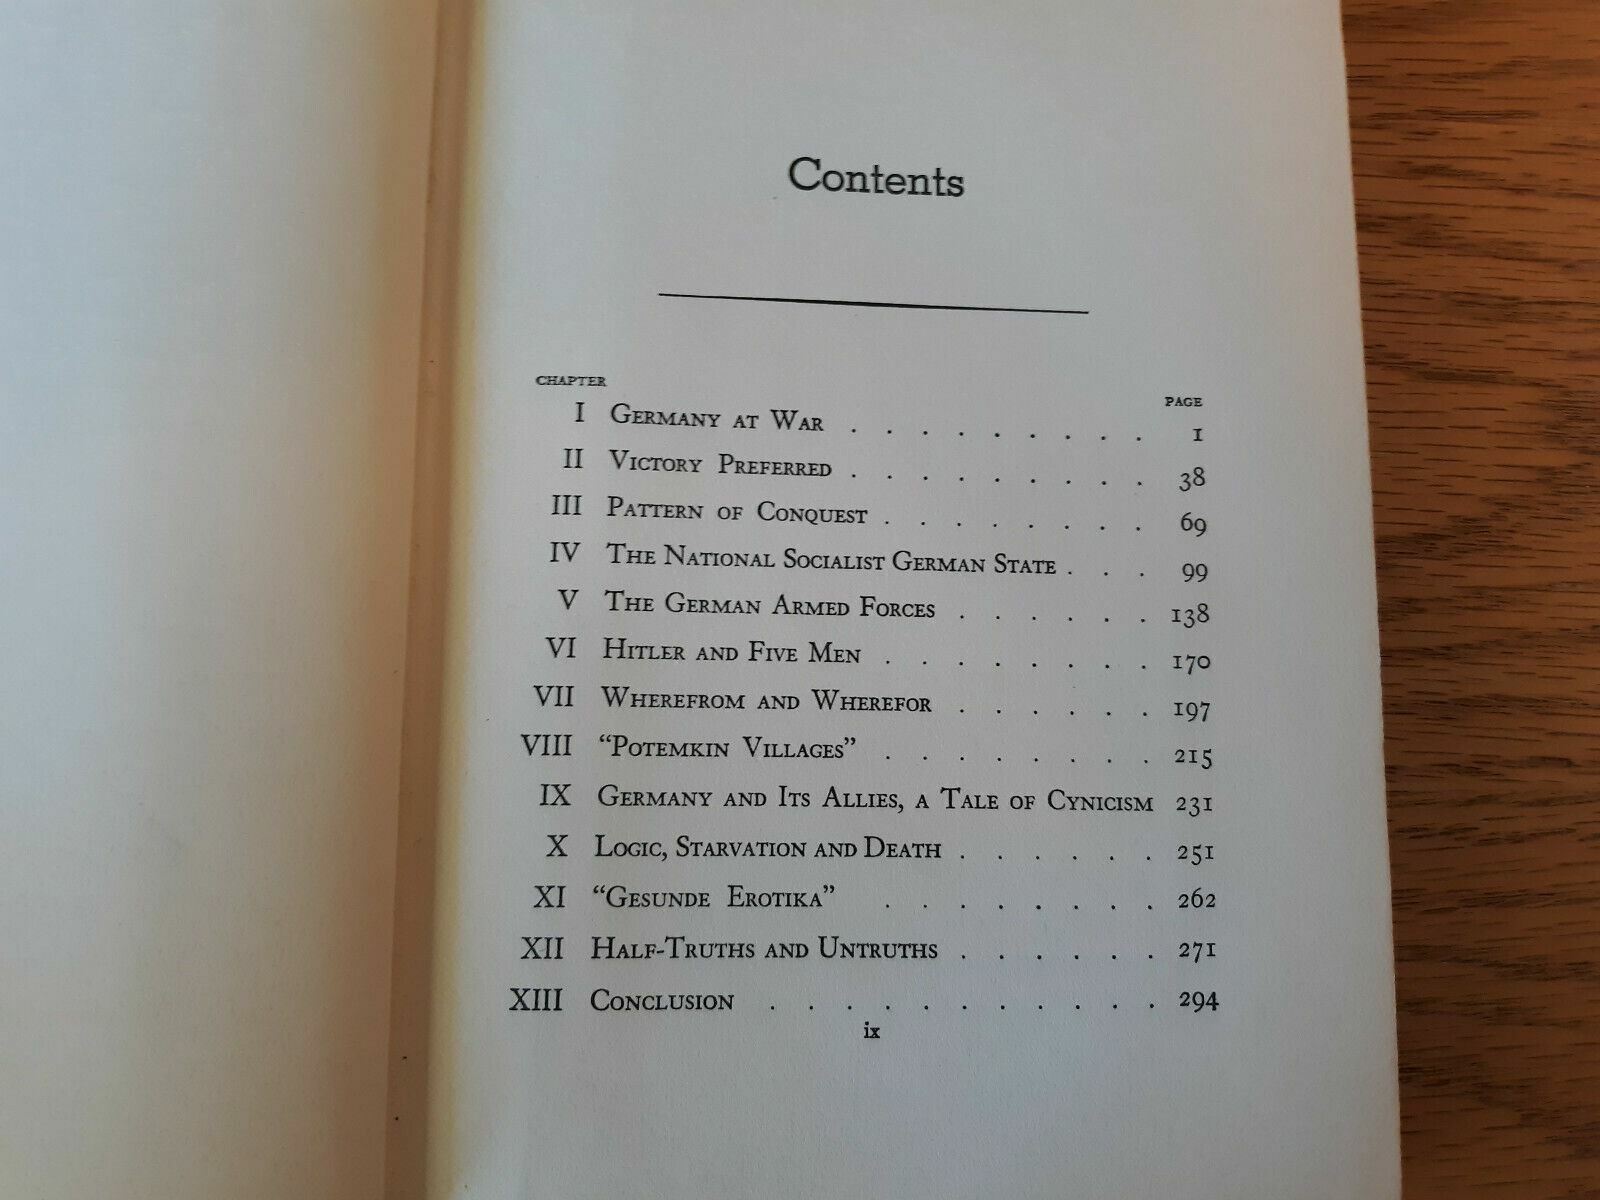 Contents
CHAPTER PAGE
I GERMANY AT WAR . . . . . . . . . 1
II VICTORY PREFERRED . . . . . . . . . 38
III PATTERN OF CONQUEST . . . . . . . . 69
IV THE NATIONAL SOCIALIST GERMAN STATE . . . 99
V THE GERMAN ARMED FORCES . . . . . . 138
VI HITLER AND FIVE MEN . . . . . . . . 170
VII WHEREFROM AND WHEREFOR . . . . . . 197
VIII "POTEMKIN VILLAGES" . . . . . . . . 215
IX GERMANY AND ITS ALLIES, A TALE OF CYNICISM 231
X LOGIC, STARVATION AND DEATH . . . . . . 251
XI "GESUNDE EROTIKA" . . . . . . . . 262
XII HALF-TRUTHS AND UNTRUTHS . . . . . . 271
XIII CONCLUSION . . . . . . . . . . . 294
ix